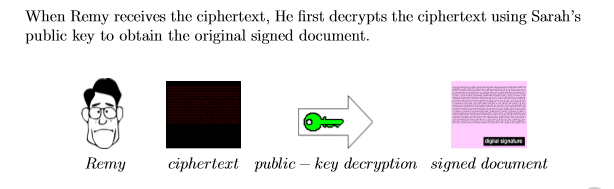 When Remy receives the ciphertext, He first decrypts the ciphertext using Sarah's
public key to obtain the original signed document.
digital signature
Remy ciphertext public – key decryption signed document